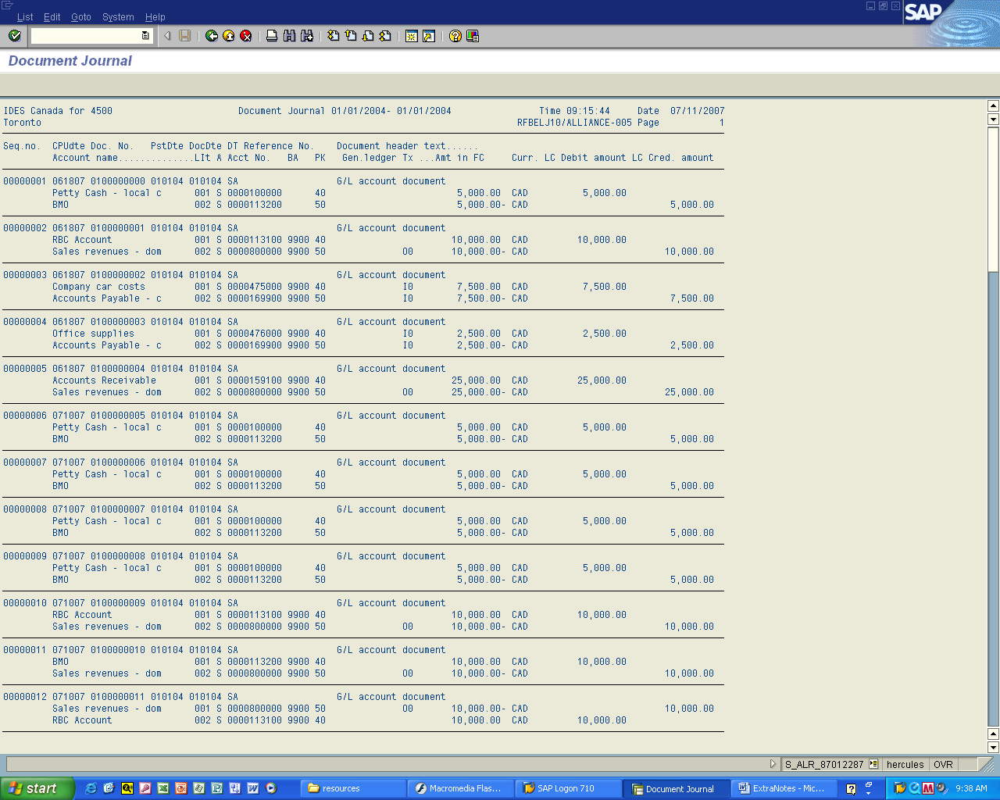 List Edit Goto System Help
SAP
Document Journal
IDES Canada for 4500 Document Journal 01/01/2004- 01/01/2004 Time 09:15:44 Date 07/11/2007
Toronto RFBELJ10/ALLIANCE-005 Page 1
Seq.no. CPUdte Doc. No. PstDte DocDte DT Reference No. Document header text......
Account name..............LIt A Acct No. BA PK Gen.ledger Tx ...Amt in FC Curr. LC Debit amount LC Cred. amount
00000001 061807 0100000000 010104 010104 SA G/L account document
Petty Cash - local c 001 S 0000100000 40 5,000.00 CAD 5,000.00
BMO 002 S 0000113200 50 5,000.00- CAD 5,000.00
00000002 061807 0100000001 010104 010104 SA G/L account document
RBC Account 001 S 0000113100 9900 40 10,000.00 CAD 10,000.00
Sales revenues - dom 002 S 0000800000 9900 50 O0 10,000.00- CAD 10,000.00
00000003 061807 0100000002 010104 010104 SA G/L account document
Company car costs 001 S 0000475000 9900 40 I0 7,500.00 CAD 7,500.00
Accounts Payable - c 002 S 0000169900 9900 50 I0 7,500.00- CAD 7,500.00
00000004 061807 0100000003 010104 010104 SA G/L account document
Office supplies 001 S 0000476000 9900 40 I0 2,500.00 CAD 2,500.00
Accounts Payable - c 002 S 0000169900 9900 50 I0 2,500.00- CAD 2,500.00
00000005 061807 0100000004 010104 010104 SA G/L account document
Accounts Receivable 001 S 0000159100 9900 40 25,000.00 CAD 25,000.00
Sales revenues - dom 002 S 0000800000 9900 50 O0 25,000.00- CAD 25,000.00
00000006 071007 0100000005 010104 010104 SA G/L account document
Petty Cash - local c 001 S 0000100000 40 5,000.00 CAD 5,000.00
BMO 002 S 0000113200 50 5,000.00- CAD 5,000.00
00000007 071007 0100000006 010104 010104 SA G/L account document
Petty Cash - local c 001 S 0000100000 40 5,000.00 CAD 5,000.00
BMO 002 S 0000113200 50 5,000.00- CAD 5,000.00
00000008 071007 0100000007 010104 010104 SA G/L account document
Petty Cash - local c 001 S 0000100000 40 5,000.00 CAD 5,000.00
BMO 002 S 0000113200 50 5,000.00- CAD 5,000.00
00000009 071007 0100000008 010104 010104 SA G/L account document
Petty Cash - local c 001 S 0000100000 40 5,000.00 CAD 5,000.00
BMO 002 S 0000113200 50 5,000.00- CAD 5,000.00
00000010 071007 0100000009 010104 010104 SA G/L account document
RBC Account 001 S 0000113100 9900 40 10,000.00 CAD 10,000.00
Sales revenues - dom 002 S 0000800000 9900 50 O0 10,000.00- CAD 10,000.00
00000011 071007 0100000010 010104 010104 SA G/L account document
BMO 001 S 0000113200 9900 40 10,000.00 CAD 10,000.00
Sales revenues - dom 002 S 0000800000 9900 50 O0 10,000.00- CAD 10,000.00
00000012 071007 0100000011 010104 010104 SA G/L account document
Sales revenues - dom 001 S 0000800000 9900 50 O0 10,000.00- CAD 10,000.00
RBC Account 002 S 0000113100 9900 40 10,000.00 CAD 10,000.00
S_ALR_87012287 hercules OVR
start resources Macromedia Flas... SAP Logon 710 Document Journal ExtraNotes - Mic... 9:38 AM